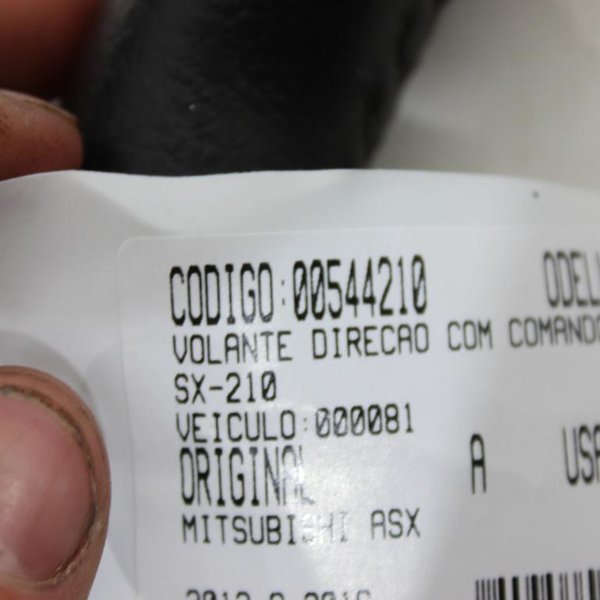 CODIGO:00544210
VOLANTE DIRECAO COM COMANDO
SX-210
VEICULO:000081
ORIGINAL A
MITSUBISHI ASX